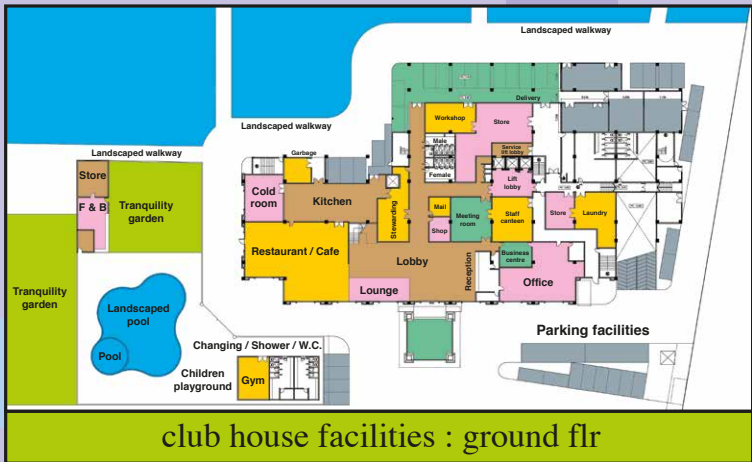 Landscaped walkway
Delivery
Workshop
Store
Landscaped walkway
Male
Service
lift lobby
Female
Landscaped walkway
Garbage
Store
Cold
room
Kitchen
Stewarding
Lift
lobby
F & B
Tranquility
garden
Mail
Shop
Meeting
room
Staff
canteen
Store
Laundry
Restaurant / Cafe
Lobby
Reception
Business
centre
Office
Lounge
Tranquility
garden
Landscaped
pool
Pool
Changing / Shower / W.C.
Children
playground
Gym
Parking facilities
club house facilities : ground flr